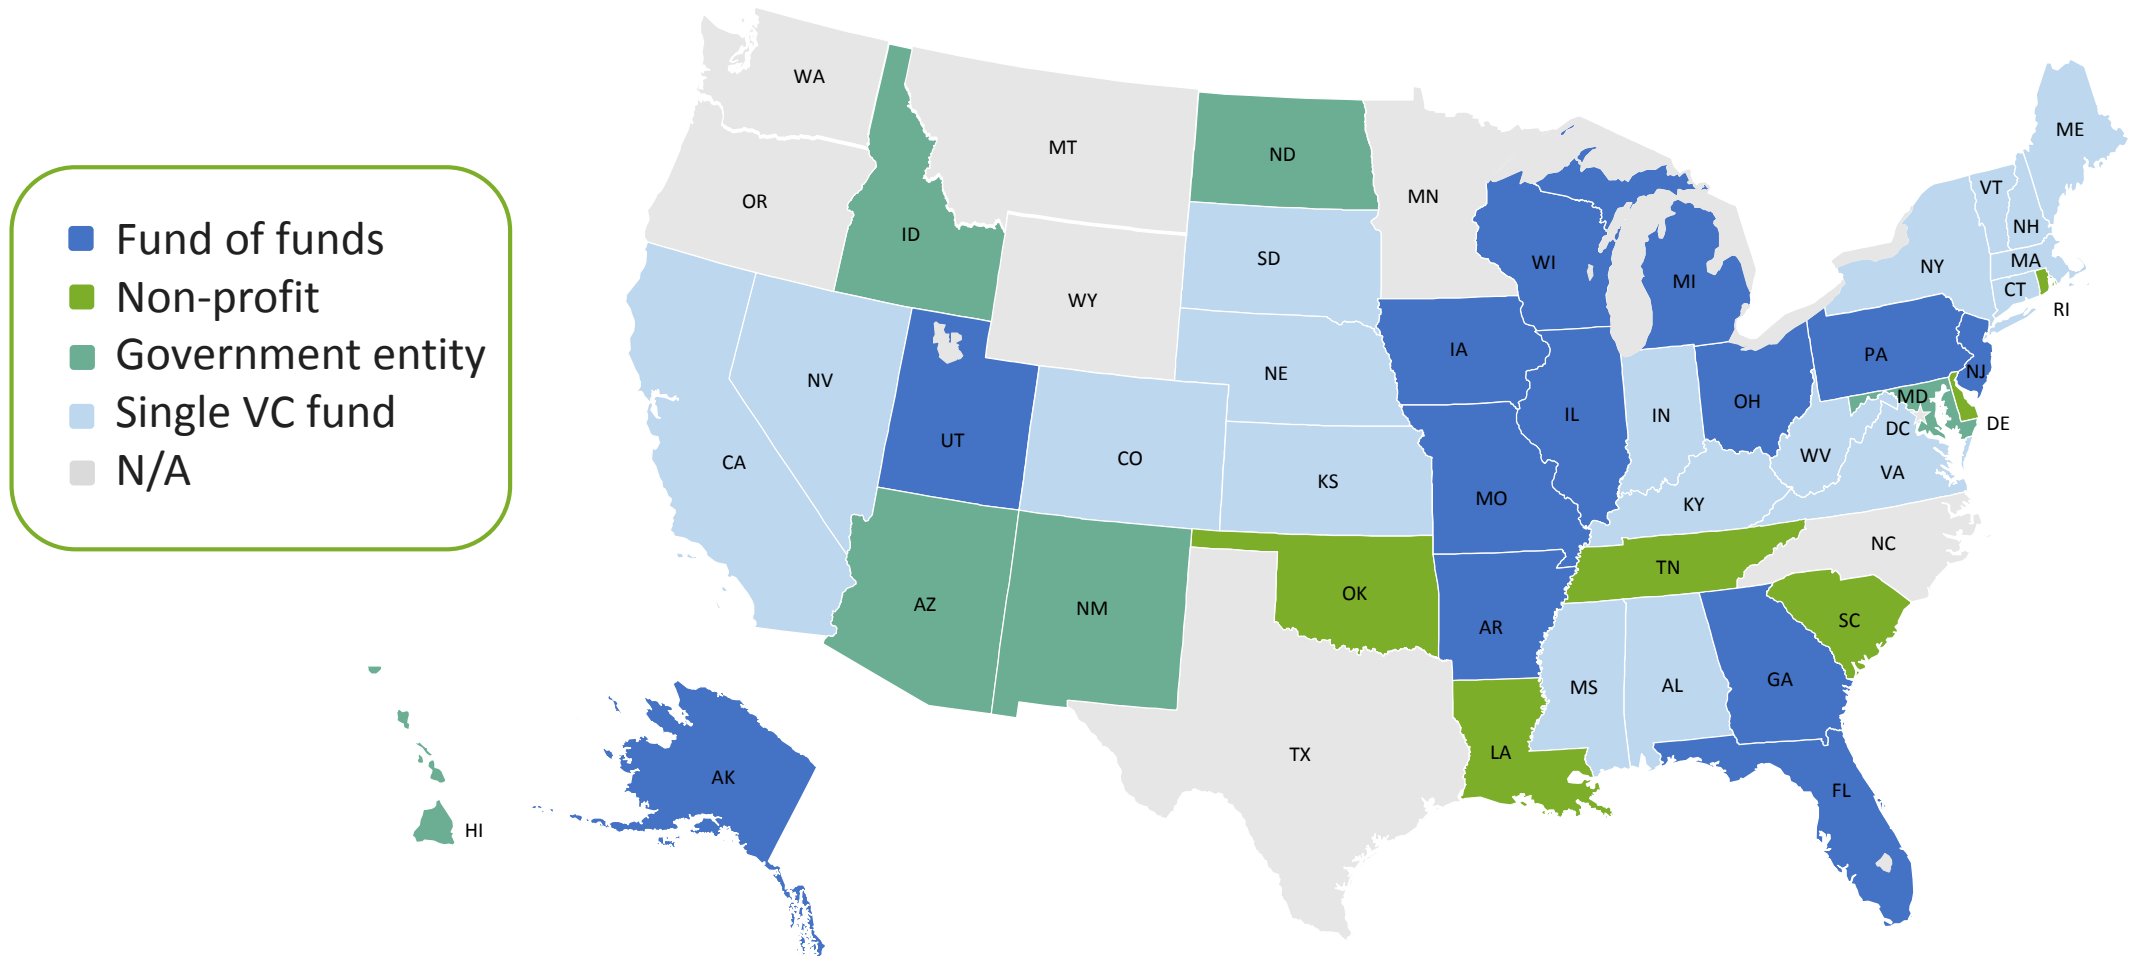 Fund of funds
Non-profit
Government entity
Single VC fund
N/A
WA
OR
ID
MT
WY
ND
SD
NE
MN
WI
MI
IA
ME
VT
NH
NY
MA
CT
RI
PA
NJ
MD
DE
DC
OH
IN
IL
WV
VA
KY
MO
KS
CO
UT
NV
CA
AZ
NM
OK
AR
TN
NC
SC
GA
AL
MS
LA
TX
FL
AK
HI